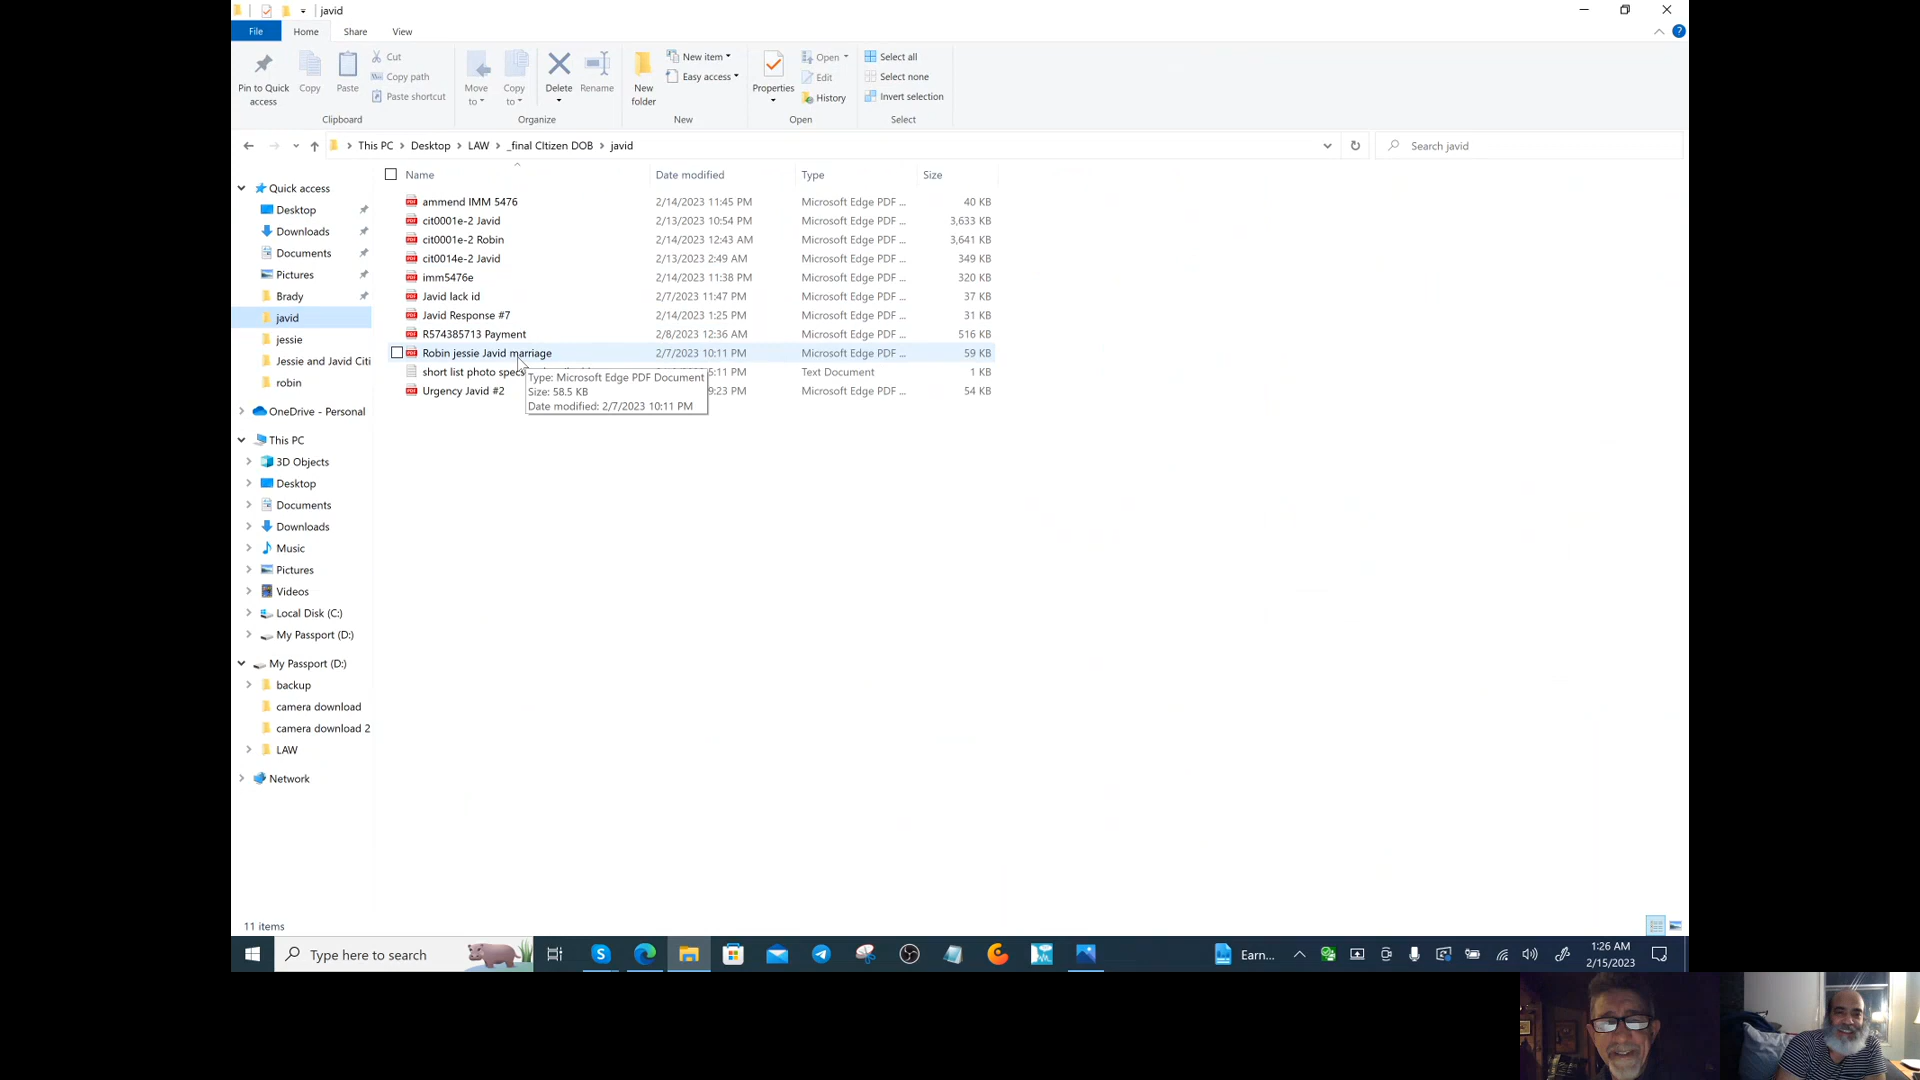 javid
File Home Share View
Pin to Quick access
Copy
Paste
Cut
Copy path
Paste shortcut
Clipboard
Move to
Copy to
Delete
Rename
Organize
New folder
New item
Easy access
New
Properties
Open
Edit
History
Open
Select all
Select none
Invert selection
Select
This PC > Desktop > LAW > _final CItizen DOB > javid
Search javid
Name Date modified Type Size
ammend IMM 5476 2/14/2023 11:45 PM Microsoft Edge PDF ... 40 KB
cit0001e-2 Javid 2/13/2023 10:54 PM Microsoft Edge PDF ... 3,633 KB
cit0001e-2 Robin 2/14/2023 12:43 AM Microsoft Edge PDF ... 3,641 KB
cit0014e-2 Javid 2/13/2023 2:49 AM Microsoft Edge PDF ... 349 KB
imm5476e 2/14/2023 11:38 PM Microsoft Edge PDF ... 320 KB
Javid lack id 2/7/2023 11:47 PM Microsoft Edge PDF ... 37 KB
Javid Response #7 2/14/2023 1:25 PM Microsoft Edge PDF ... 31 KB
R574385713 Payment 2/8/2023 12:36 AM Microsoft Edge PDF ... 516 KB
Robin jessie Javid marriage 2/7/2023 10:11 PM Microsoft Edge PDF ... 59 KB
short list photo specs 5:11 PM Text Document 1 KB
Urgency Javid #2 9:23 PM Microsoft Edge PDF ... 54 KB
Type: Microsoft Edge PDF Document
Size: 58.5 KB
Date modified: 2/7/2023 10:11 PM
Quick access
Desktop
Downloads
Documents
Pictures
Brady
javid
jessie
Jessie and Javid Citi
robin
OneDrive - Personal
This PC
3D Objects
Desktop
Documents
Downloads
Music
Pictures
Videos
Local Disk (C:)
My Passport (D:)
My Passport (D:)
backup
camera download
camera download 2
LAW
Network
11 items
Type here to search
Earn...
1:26 AM
2/15/2023